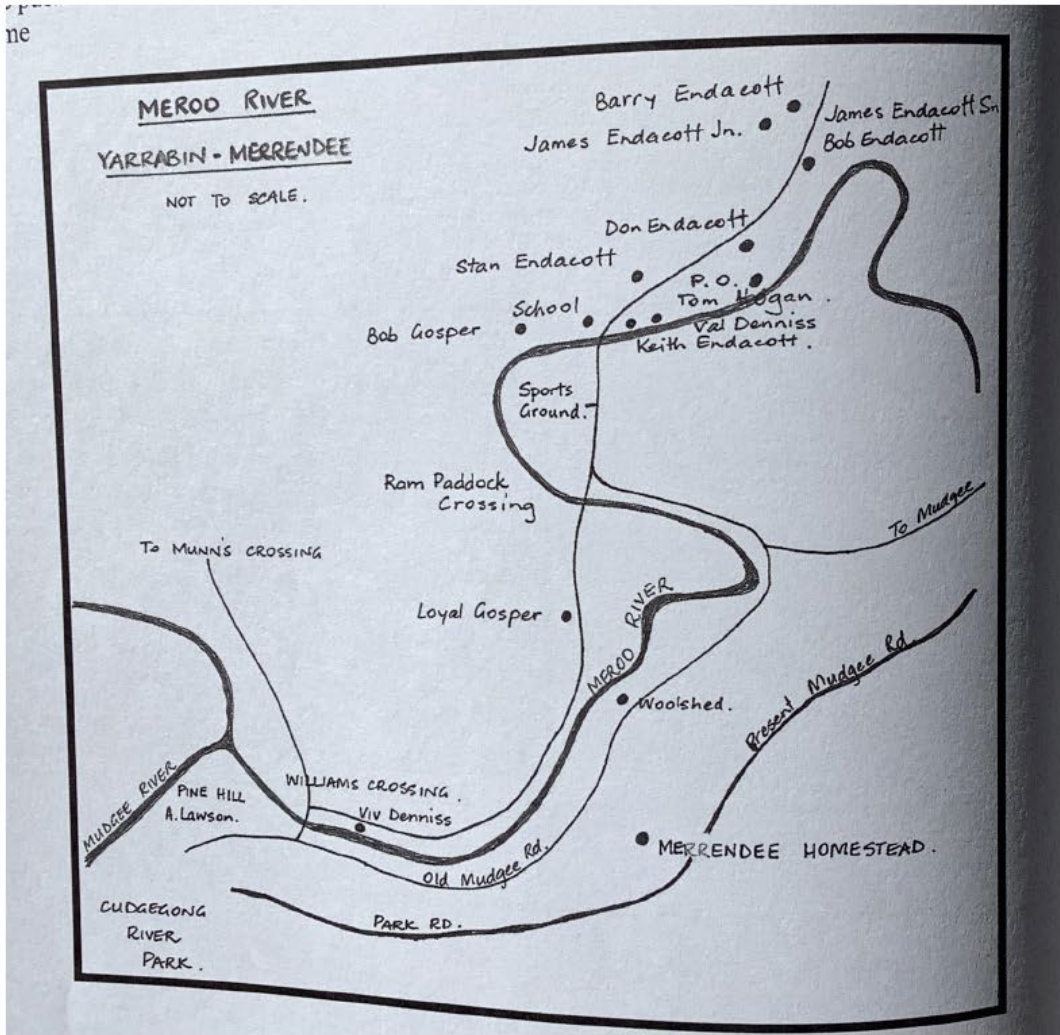 ne
MEROO RIVER
YARRABIN - MERRENDEE
NOT TO SCALE.
Barry Endacott
James Endacott Jn.
James Endacott Sn
Bob Endacott
Don Endacott
Stan Endacott
P.O.
Tom Hogan.
School
Val Denniss
Bob Gosper
Keith Endacott.
Sports
Ground.
Ram Paddock
Crossing
To Mudgee
To MUNN'S CROSSING
Loyal Gosper
MEROO RIVER
Woolshed.
Present Mudgee Rd.
MUDGEE RIVER
PINE HILL
A. Lawson.
WILLIAMS CROSSING.
Viv Denniss
Old Mudgee Rd.
MERRENDEE HOMESTEAD.
PARK RD.
CUDGEGONG
RIVER
PARK.